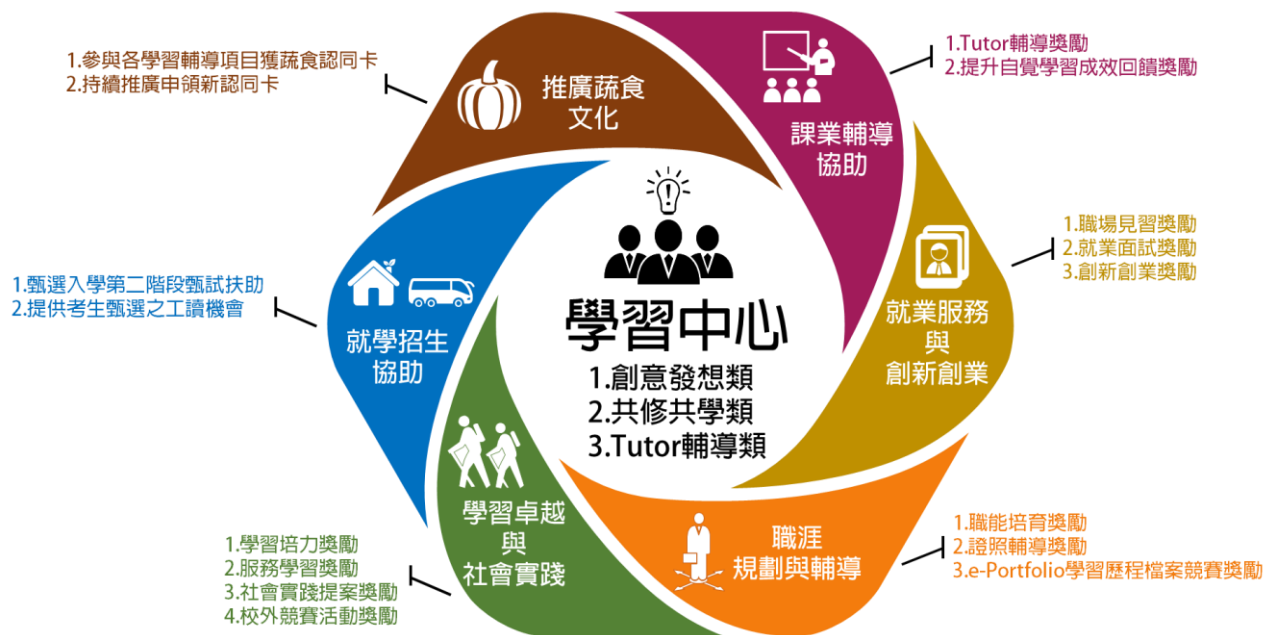 1.參與各學習輔導項目獲蔬食認同卡
2.持續推廣申領新認同卡
推廣蔬食
文化
1.Tutor輔導獎勵
2.提升自覺學習成效回饋獎勵
課業輔導
協助
1.職場見習獎勵
2.就業面試獎勵
3.創新創業獎勵
就業服務
與
創新創業
1.甄選入學第二階段甄試扶助
2.提供考生甄選之工讀機會
就學招生
協助
學習中心
1.創意發想類
2.共修共學類
3.Tutor輔導類
學習卓越
與
社會實踐
1.學習培力獎勵
2.服務學習獎勵
3.社會實踐提案獎勵
4.校外競賽活動獎勵
職涯
規劃與輔導
1.職能培育獎勵
2.證照輔導獎勵
3.e-Portfolio學習歷程檔案競賽獎勵